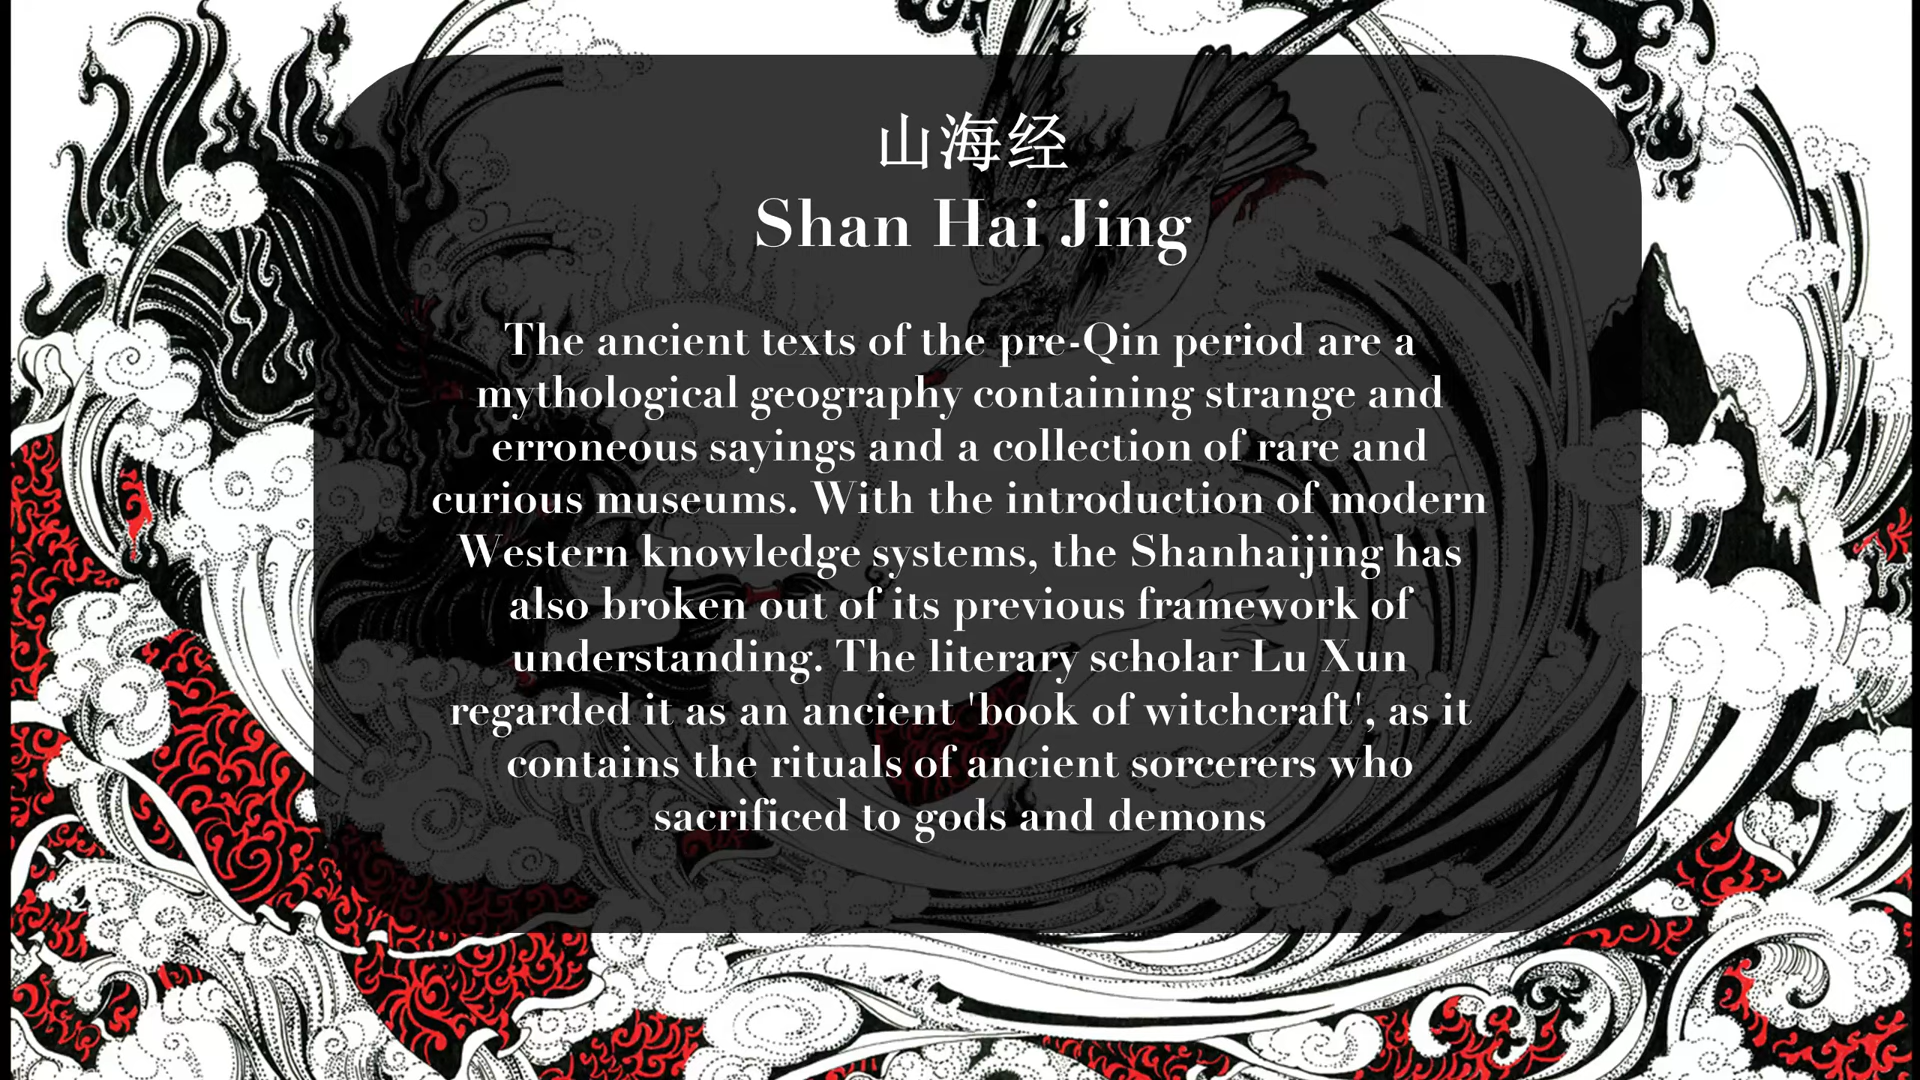 山海经
Shan Hai Jing
The ancient texts of the pre-Qin period are a
mythological geography containing strange and
erroneous sayings and a collection of rare and
curious museums. With the introduction of modern
Western knowledge systems, the Shanhaijing has
also broken out of its previous framework of
understanding. The literary scholar Lu Xun
regarded it as an ancient 'book of witchcraft', as it
contains the rituals of ancient sorcerers who
sacrificed to gods and demons